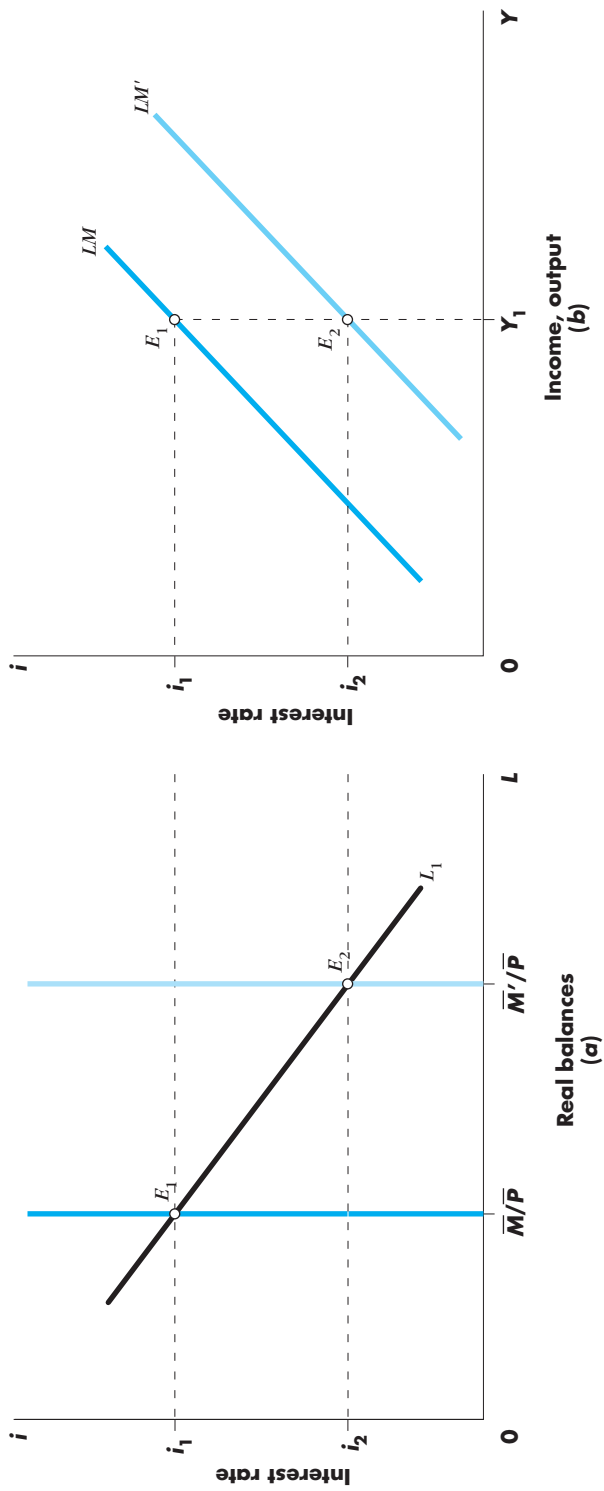 i
i₁
i₂
Interest rate
E₁
E₂
L₁
0
M̅/P̅
M̅'/P̅
L
Real balances
(a)
i
i₁
i₂
Interest rate
LM
LM'
E₁
E₂
0
Y₁
Y
Income, output
(b)